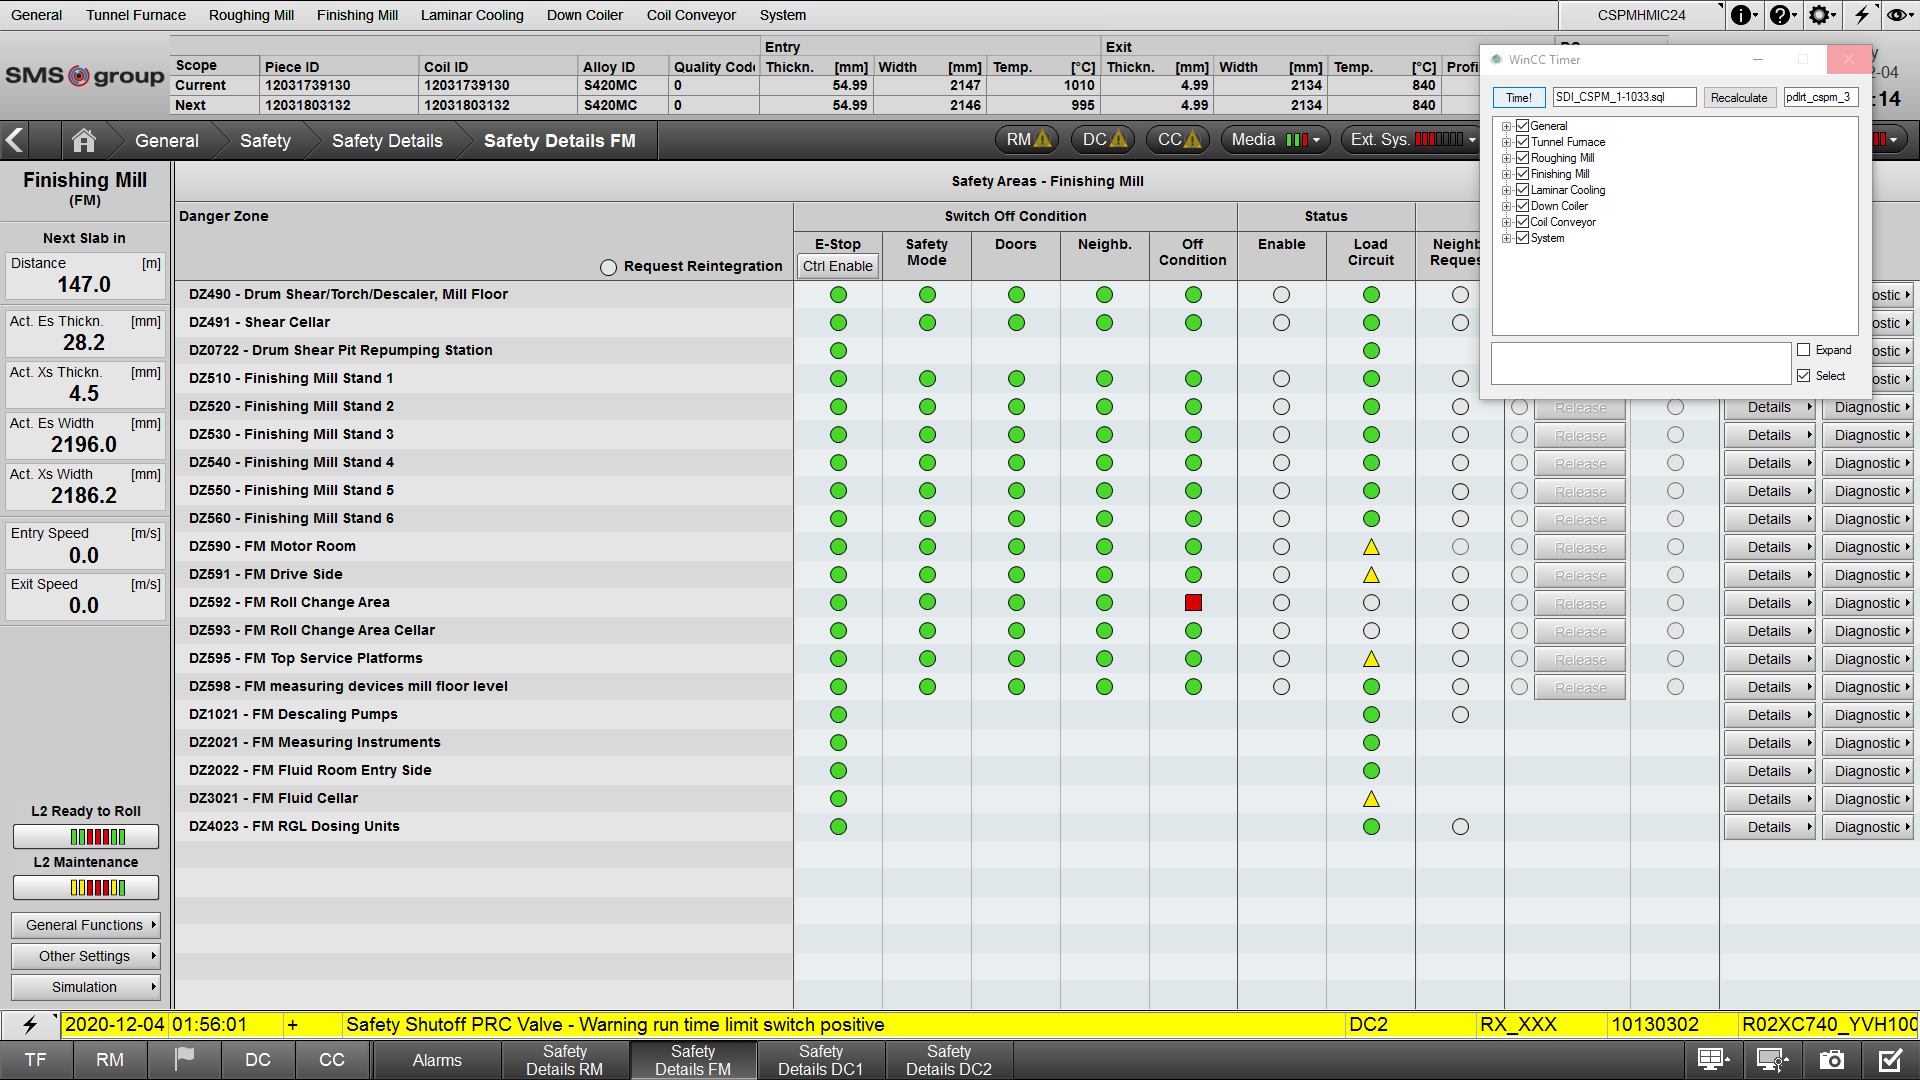 General Tunnel Furnace Roughing Mill Finishing Mill Laminar Cooling Down Coiler Coil Conveyor System CSPMHMIC24
SMS group
Entry Exit
Scope Piece ID Coil ID Alloy ID Quality Code Thickn. [mm] Width [mm] Temp. [°C] Thickn. [mm] Width [mm] Temp. [°C] Profi
Current 12031739130 12031739130 S420MC 0 54.99 2147 1010 4.99 2134 840
Next 12031803132 12031803132 S420MC 0 54.99 2146 995 4.99 2134 840
General Safety Safety Details Safety Details FM RM DC CC Media Ext. Sys.
WinCC Timer
Time! SDI_CSPM_1-1033.sql Recalculate pdlrt_cspm_3
General
Tunnel Furnace
Roughing Mill
Finishing Mill
Laminar Cooling
Down Coiler
Coil Conveyor
System
Expand
Select
-04
:14
Finishing Mill
(FM)
Next Slab in
Distance [m]
147.0
Act. Es Thickn. [mm]
28.2
Act. Xs Thickn. [mm]
4.5
Act. Es Width [mm]
2196.0
Act. Xs Width [mm]
2186.2
Entry Speed [m/s]
0.0
Exit Speed [m/s]
0.0
L2 Ready to Roll
L2 Maintenance
General Functions
Other Settings
Simulation
Safety Areas - Finishing Mill
Danger Zone Switch Off Condition Status
Request Reintegration
E-Stop Safety Mode Doors Neighb. Off Condition Enable Load Circuit Neighb Reques
Ctrl Enable
DZ490 - Drum Shear/Torch/Descaler, Mill Floor ostic
DZ491 - Shear Cellar ostic
DZ0722 - Drum Shear Pit Repumping Station ostic
DZ510 - Finishing Mill Stand 1 ostic
DZ520 - Finishing Mill Stand 2 Release Details Diagnostic
DZ530 - Finishing Mill Stand 3 Release Details Diagnostic
DZ540 - Finishing Mill Stand 4 Release Details Diagnostic
DZ550 - Finishing Mill Stand 5 Release Details Diagnostic
DZ560 - Finishing Mill Stand 6 Release Details Diagnostic
DZ590 - FM Motor Room Release Details Diagnostic
DZ591 - FM Drive Side Release Details Diagnostic
DZ592 - FM Roll Change Area Release Details Diagnostic
DZ593 - FM Roll Change Area Cellar Release Details Diagnostic
DZ595 - FM Top Service Platforms Release Details Diagnostic
DZ598 - FM measuring devices mill floor level Release Details Diagnostic
DZ1021 - FM Descaling Pumps Details Diagnostic
DZ2021 - FM Measuring Instruments Details Diagnostic
DZ2022 - FM Fluid Room Entry Side Details Diagnostic
DZ3021 - FM Fluid Cellar Details Diagnostic
DZ4023 - FM RGL Dosing Units Details Diagnostic
2020-12-04 01:56:01 + Safety Shutoff PRC Valve - Warning run time limit switch positive DC2 RX_XXX 10130302 R02XC740_YVH100
TF RM DC CC Alarms Safety Details RM Safety Details FM Safety Details DC1 Safety Details DC2